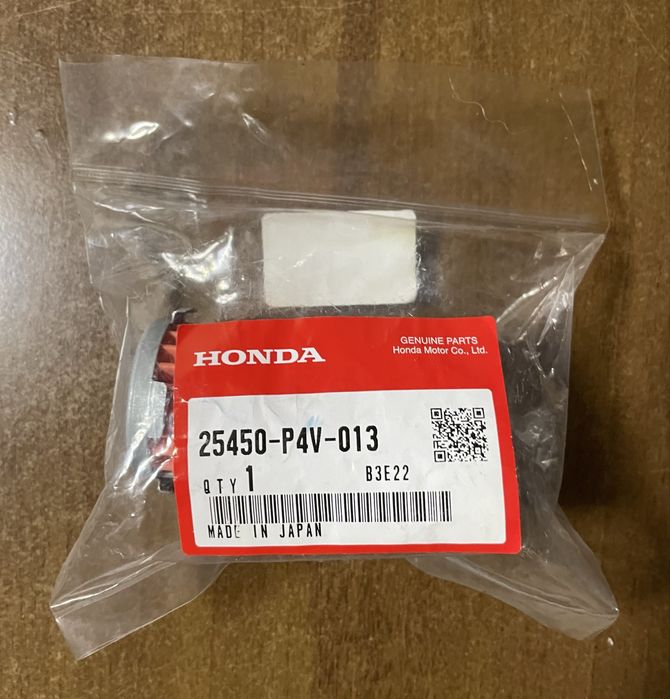 HONDA
GENUINE PARTS
Honda Motor Co., Ltd.
25450-P4V-013
QTY 1
B3E22
MADE IN JAPAN